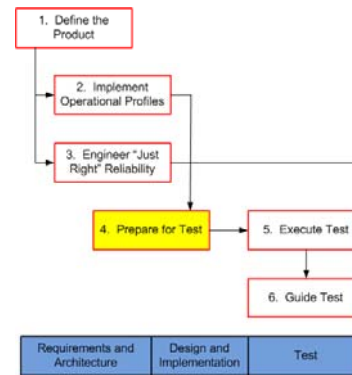 1. Define the
Product
2. Implement
Operational Profiles
3. Engineer “Just
Right” Reliability
4. Prepare for Test
5. Execute Test
6. Guide Test
Requirements and
Architecture
Design and
Implementation
Test